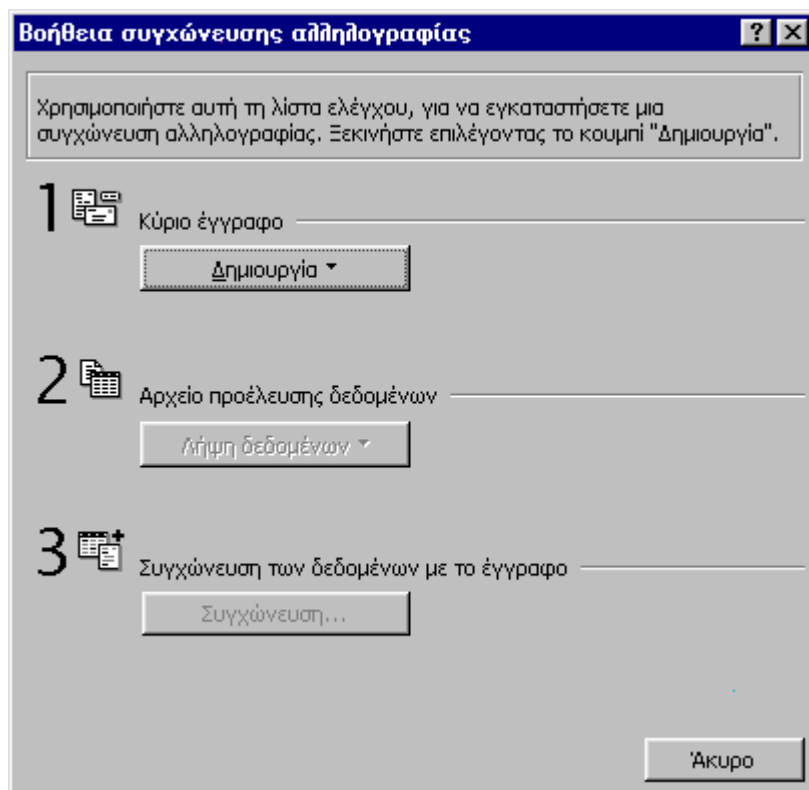 Βοήθεια συγχώνευσης αλληλογραφίας
Χρησιμοποιήστε αυτή τη λίστα ελέγχου, για να εγκαταστήσετε μια
συγχώνευση αλληλογραφίας. Ξεκινήστε επιλέγοντας το κουμπί "Δημιουργία".
1 Κύριο έγγραφο
Δημιουργία
2 Αρχείο προέλευσης δεδομένων
Λήψη δεδομένων
3 Συγχώνευση των δεδομένων με το έγγραφο
Συγχώνευση...
Άκυρο